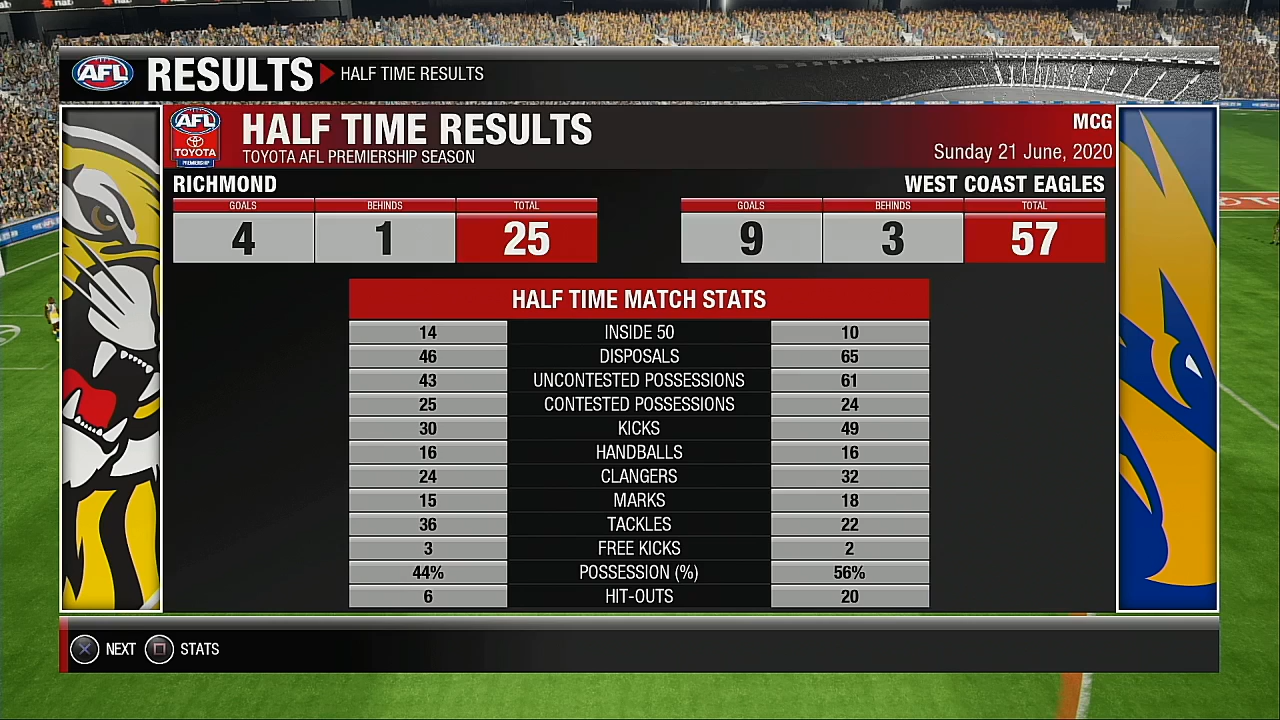 AFL RESULTS HALF TIME RESULTS
AFL
TOYOTA
PREMIERSHIP
HALF TIME RESULTS
TOYOTA AFL PREMIERSHIP SEASON
MCG
Sunday 21 June, 2020
RICHMOND
WEST COAST EAGLES
GOALS BEHINDS TOTAL GOALS BEHINDS TOTAL
4 1 25 9 3 57
HALF TIME MATCH STATS
14 INSIDE 50 10
46 DISPOSALS 65
43 UNCONTESTED POSSESSIONS 61
25 CONTESTED POSSESSIONS 24
30 KICKS 49
16 HANDBALLS 16
24 CLANGERS 32
15 MARKS 18
36 TACKLES 22
3 FREE KICKS 2
44% POSSESSION (%) 56%
6 HIT-OUTS 20
NEXT STATS